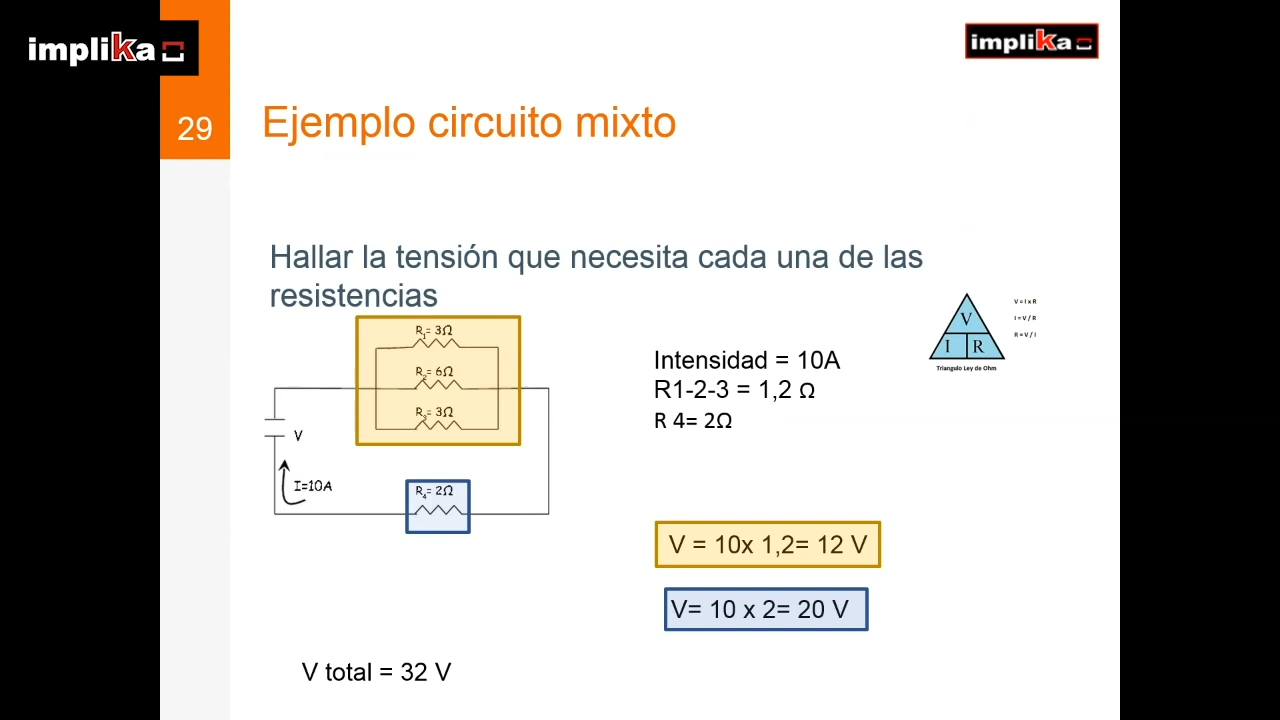 implika
implika
29
Ejemplo circuito mixto
Hallar la tensión que necesita cada una de las
resistencias
R1= 3Ω
R2= 6Ω
R3= 3Ω
V
I=10A
R4= 2Ω
Intensidad = 10A
R1-2-3 = 1,2 Ω
R 4= 2Ω
V
I R
V = I x R
I = V / R
R = V / I
Triangulo Ley de Ohm
V = 10x 1,2= 12 V
V= 10 x 2= 20 V
V total = 32 V